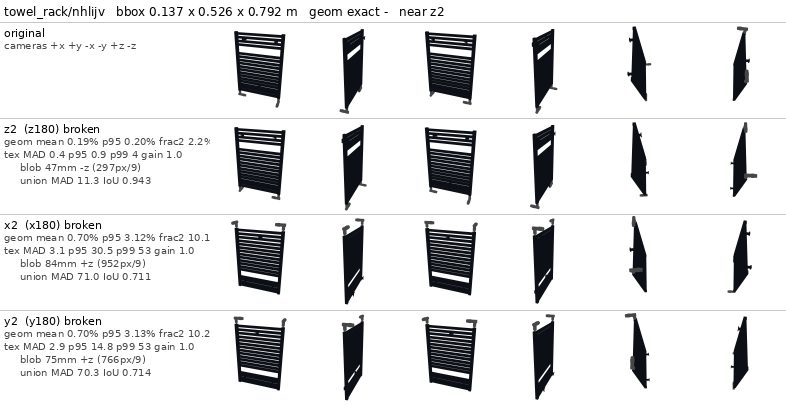 towel_rack/nhlijv bbox 0.137 x 0.526 x 0.792 m geom exact - near z2
original
cameras +x +y -x -y +z -z
z2 (z180) broken
geom mean 0.19% p95 0.20% frac2 2.2%
tex MAD 0.4 p95 0.9 p99 4 gain 1.0
blob 47mm -z (297px/9)
union MAD 11.3 IoU 0.943
x2 (x180) broken
geom mean 0.70% p95 3.12% frac2 10.1
tex MAD 3.1 p95 30.5 p99 53 gain 1.0
blob 84mm +z (952px/9)
union MAD 71.0 IoU 0.711
y2 (y180) broken
geom mean 0.70% p95 3.13% frac2 10.2
tex MAD 2.9 p95 14.8 p99 53 gain 1.0
blob 75mm +z (766px/9)
union MAD 70.3 IoU 0.714